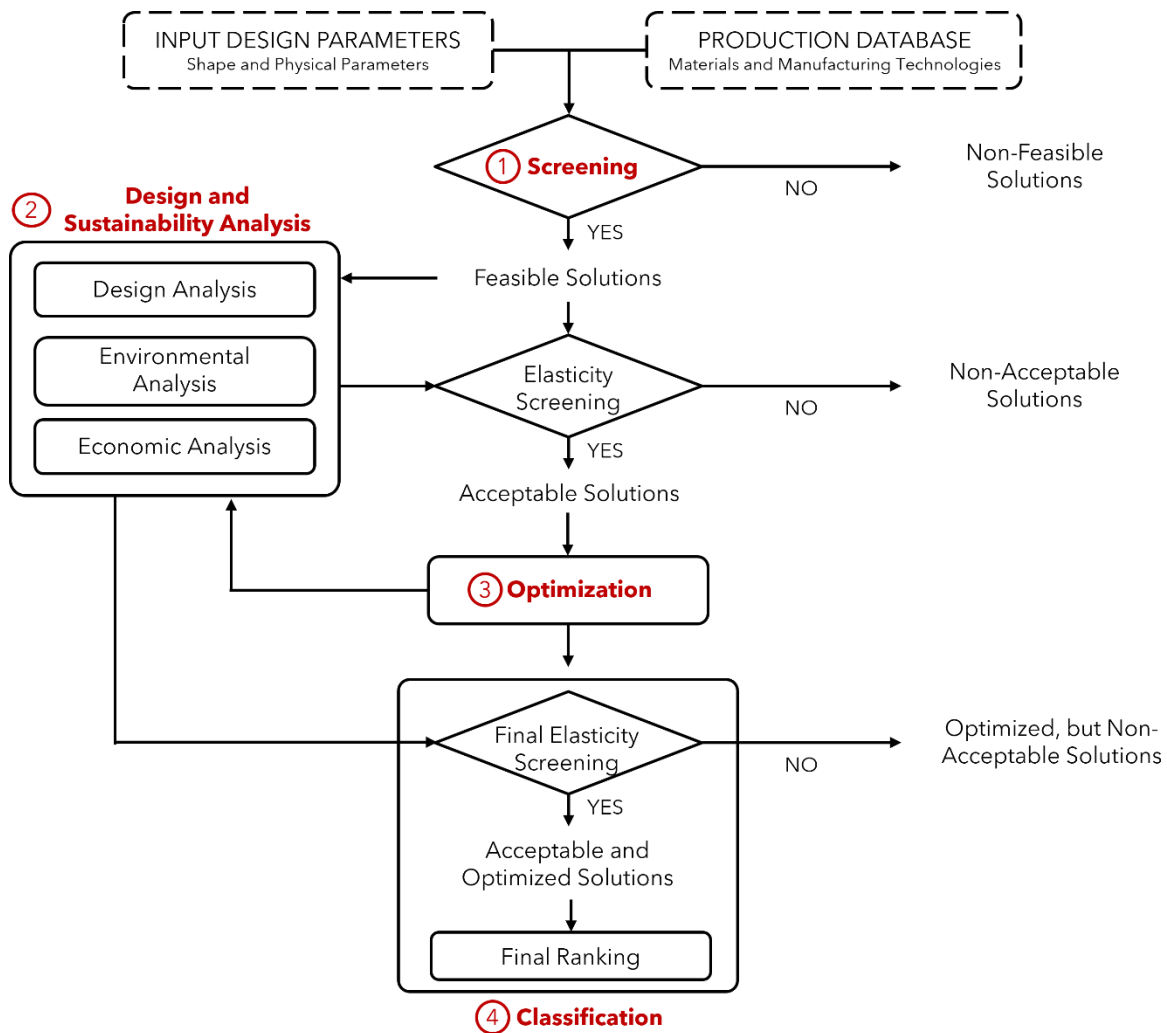 INPUT DESIGN PARAMETERS
Shape and Physical Parameters
PRODUCTION DATABASE
Materials and Manufacturing Technologies
1 Screening
NO
Non-Feasible
Solutions
YES
2 Design and
Sustainability Analysis
Feasible Solutions
Design Analysis
Environmental
Analysis
Economic Analysis
Elasticity
Screening
NO
Non-Acceptable
Solutions
YES
Acceptable Solutions
3 Optimization
Final Elasticity
Screening
NO
Optimized, but Non-
Acceptable Solutions
YES
Acceptable and
Optimized Solutions
Final Ranking
4 Classification